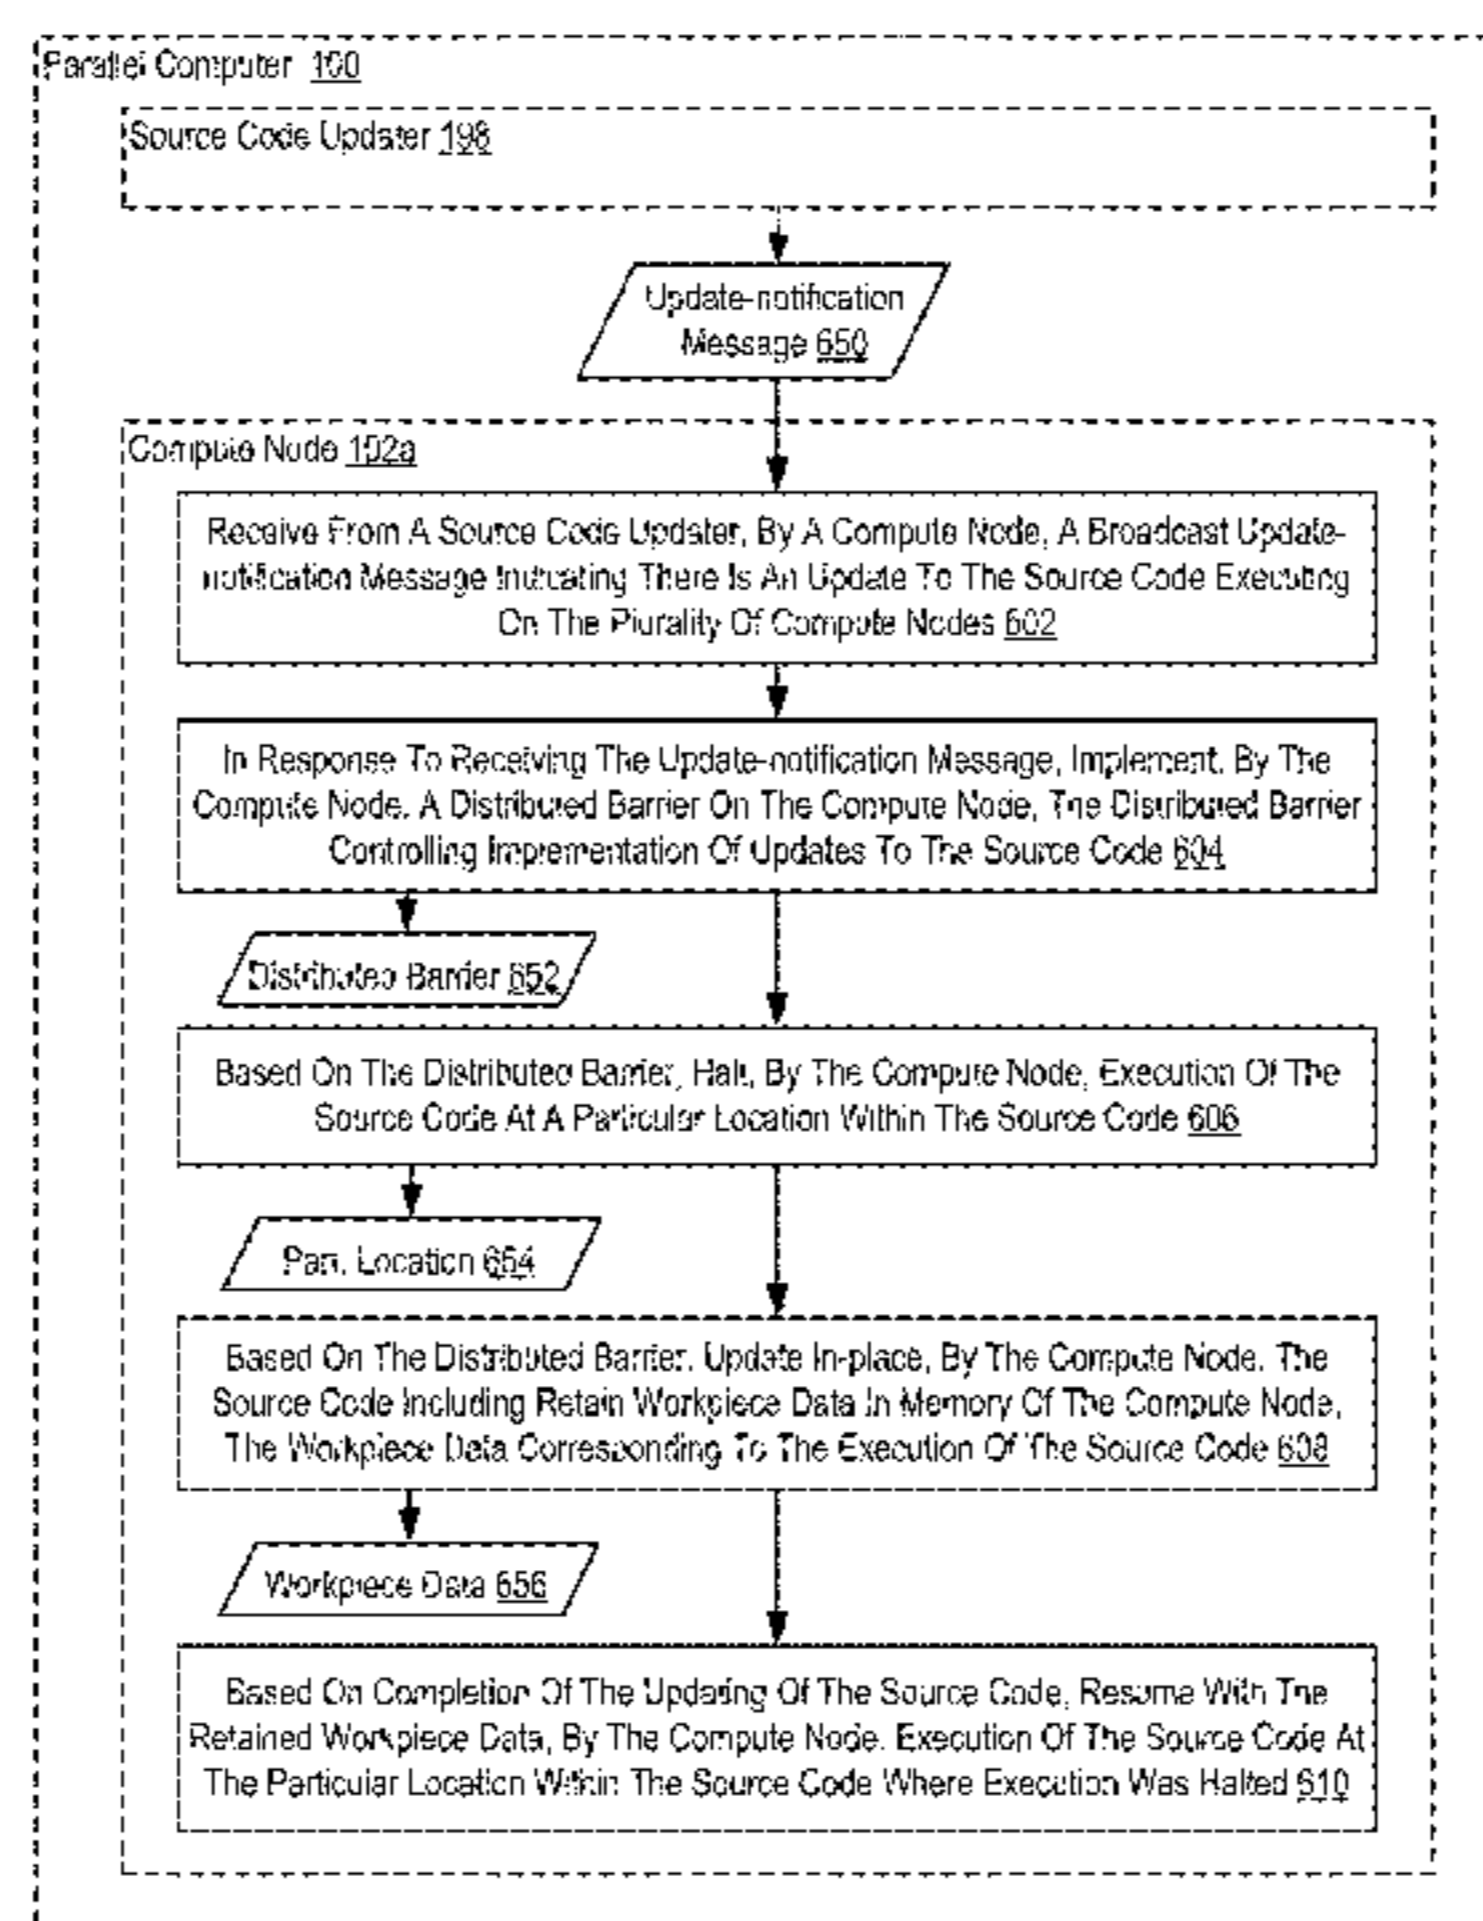 Parallel Computer 100
Source Code Updater 198
Update-notification
Message 650
Compute Node 102a
Receive From A Source Code Updater, By A Compute Node, A Broadcast Update-
notification Message Indicating There Is An Update To The Source Code Executing
On The Plurality Of Compute Nodes 602
In Response To Receiving The Update-notification Message, Implement, By The
Compute Node, A Distributed Barrier On The Compute Node, The Distributed Barrier
Controlling Implementation Of Updates To The Source Code 604
Distributed Barrier 652
Based On The Distributed Barrier, Halt, By The Compute Node, Execution Of The
Source Code At A Particular Location Within The Source Code 606
Part. Location 654
Based On The Distributed Barrier, Update In-place, By The Compute Node, The
Source Code Including Retain Workpiece Data In Memory Of The Compute Node,
The Workpiece Data Corresponding To The Execution Of The Source Code 608
Workpiece Data 656
Based On Completion Of The Updating Of The Source Code, Resume With The
Retained Workpiece Data, By The Compute Node, Execution Of The Source Code At
The Particular Location Within The Source Code Where Execution Was Halted 610